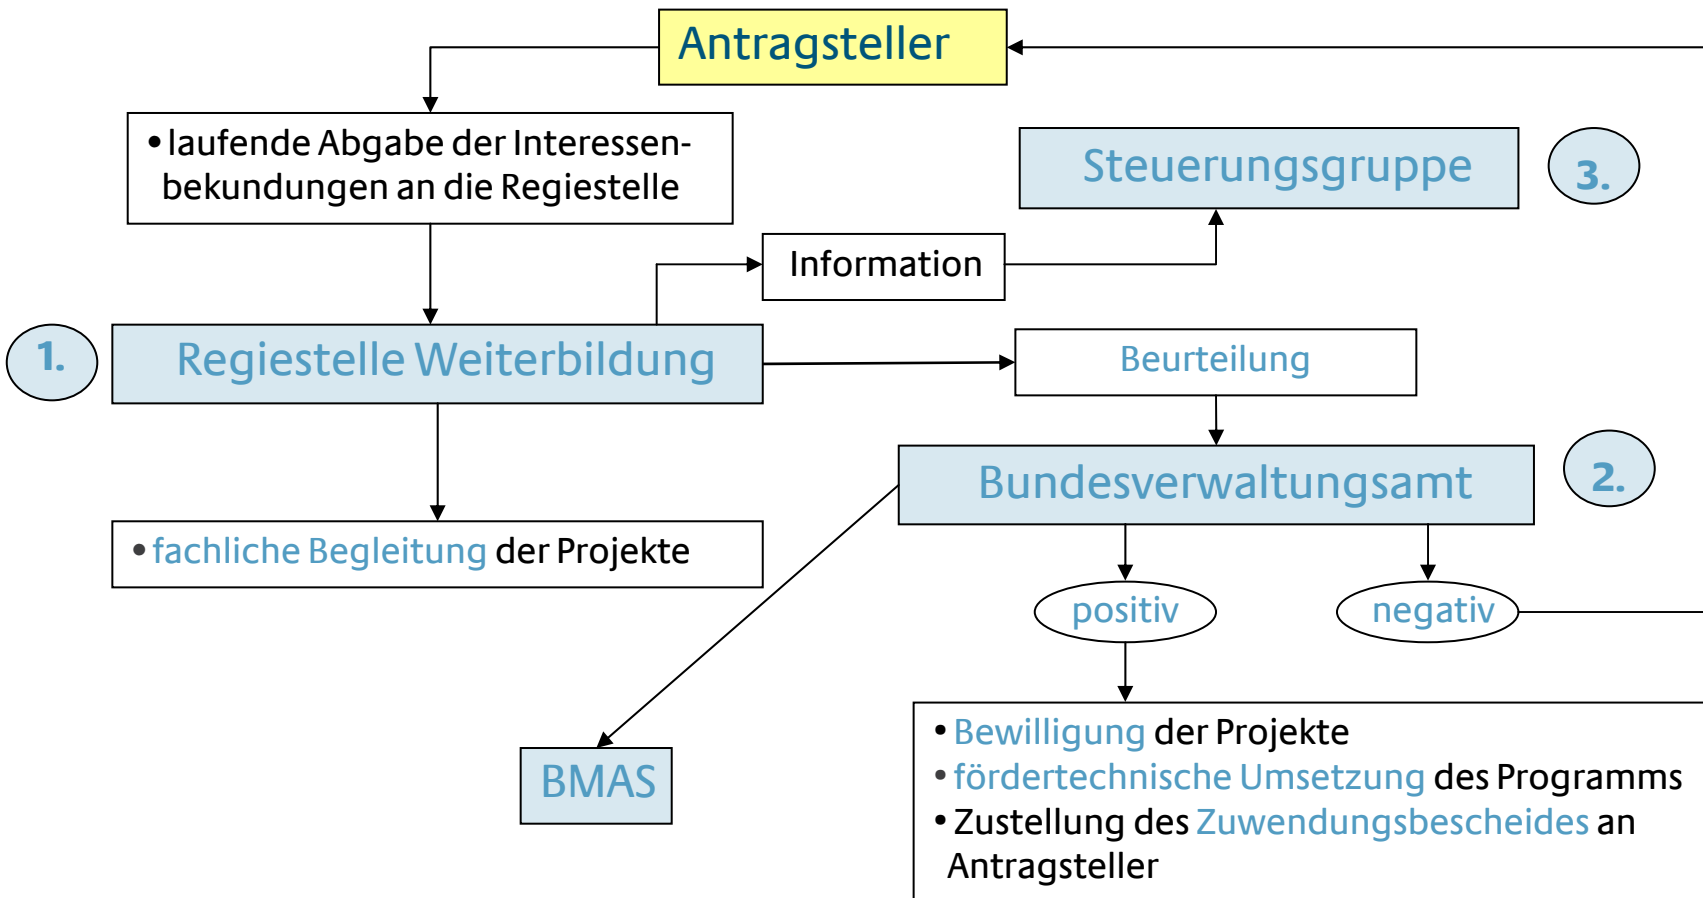 Antragsteller
• laufende Abgabe der Interessen-
bekundungen an die Regiestelle
Steuerungsgruppe
3.
Information
1.
Regiestelle Weiterbildung
Beurteilung
Bundesverwaltungsamt
2.
• fachliche Begleitung der Projekte
positiv
negativ
BMAS
• Bewilligung der Projekte
• fördertechnische Umsetzung des Programms
• Zustellung des Zuwendungsbescheides an
Antragsteller